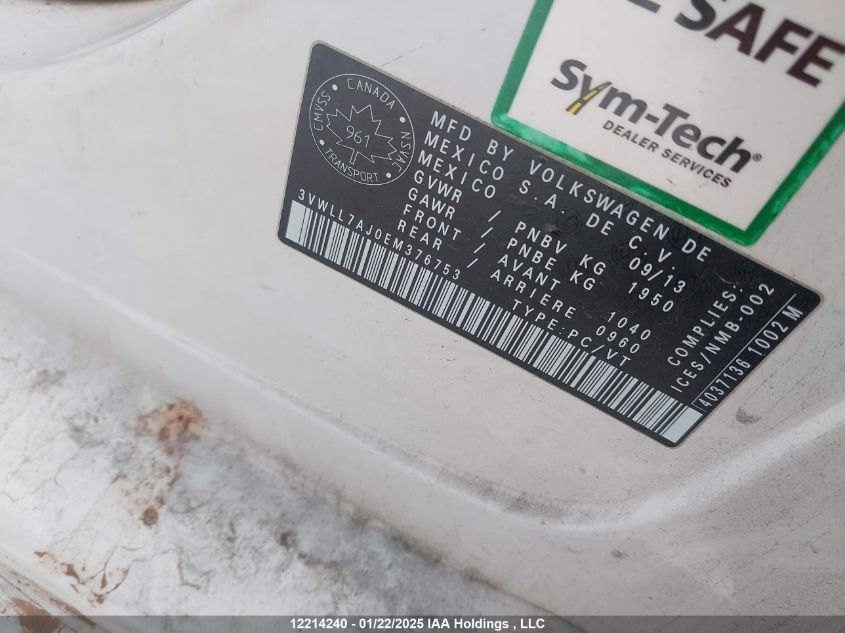 SAFE
Sym-Tech®
DEALER SERVICES
CANADA
CMVSS
NSVAC
961
TRANSPORT
MFD BY VOLKSWAGEN DE
MEXICO S.A. DE C.V.
MEXICO 09/13
GVWR / PNBV KG 1950
GAWR / PNBE KG
FRONT / AVANT 1040
REAR / ARRIERE 0960
3VWLL7AJ0EM376753 TYPE:PC/VT
COMPLIES:
ICES/NMB-002
4037136 1002 M
12214240 - 01/22/2025 IAA Holdings , LLC